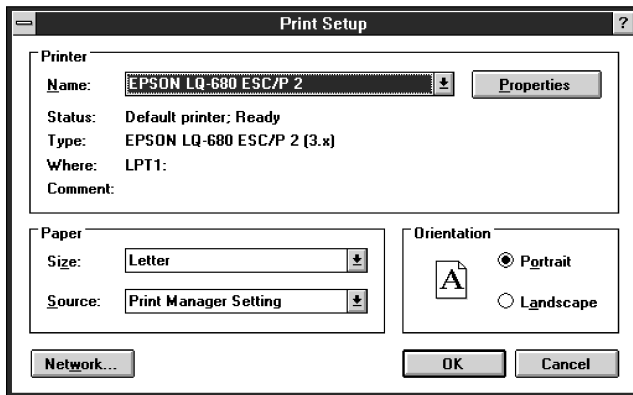 Print Setup ?
Printer
Name: EPSON LQ-680 ESC/P 2 Properties
Status: Default printer; Ready
Type: EPSON LQ-680 ESC/P 2 (3.x)
Where: LPT1:
Comment:
Paper
Size: Letter
Source: Print Manager Setting
Orientation
A
Portrait
Landscape
Network... OK Cancel